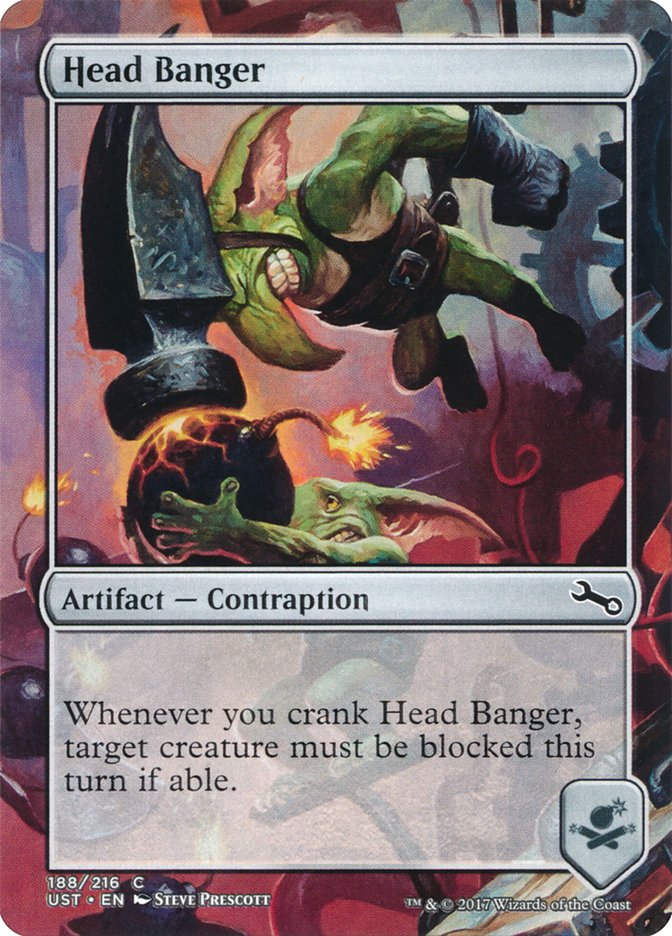 Head Banger
Artifact — Contraption
Whenever you crank Head Banger,
target creature must be blocked this
turn if able.
188/216 C
UST • EN Steve Prescott
™ & © 2017 Wizards of the Coast